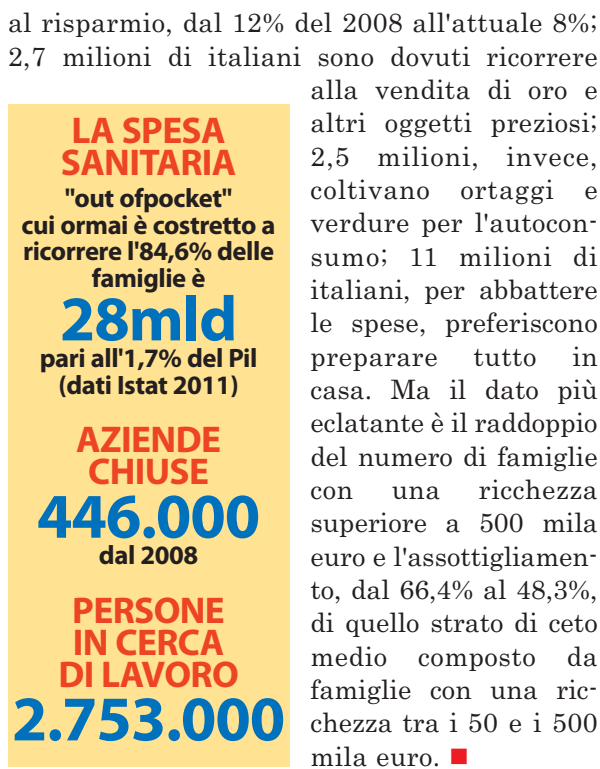 al risparmio, dal 12% del 2008 all'attuale 8%;
2,7 milioni di italiani sono dovuti ricorrere
alla vendita di oro e
altri oggetti preziosi;
2,5 milioni, invece,
coltivano ortaggi e
verdure per l'autocon-
sumo; 11 milioni di
italiani, per abbattere
le spese, preferiscono
preparare tutto in
casa. Ma il dato più
eclatante è il raddoppio
del numero di famiglie
con una ricchezza
superiore a 500 mila
euro e l'assottigliamen-
to, dal 66,4% al 48,3%,
di quello strato di ceto
medio composto da
famiglie con una ric-
chezza tra i 50 e i 500
mila euro.
LA SPESA
SANITARIA
"out ofpocket"
cui ormai è costretto a
ricorrere l'84,6% delle
famiglie è
28mld
pari all'1,7% del Pil
(dati Istat 2011)
AZIENDE
CHIUSE
446.000
dal 2008
PERSONE
IN CERCA
DI LAVORO
2.753.000